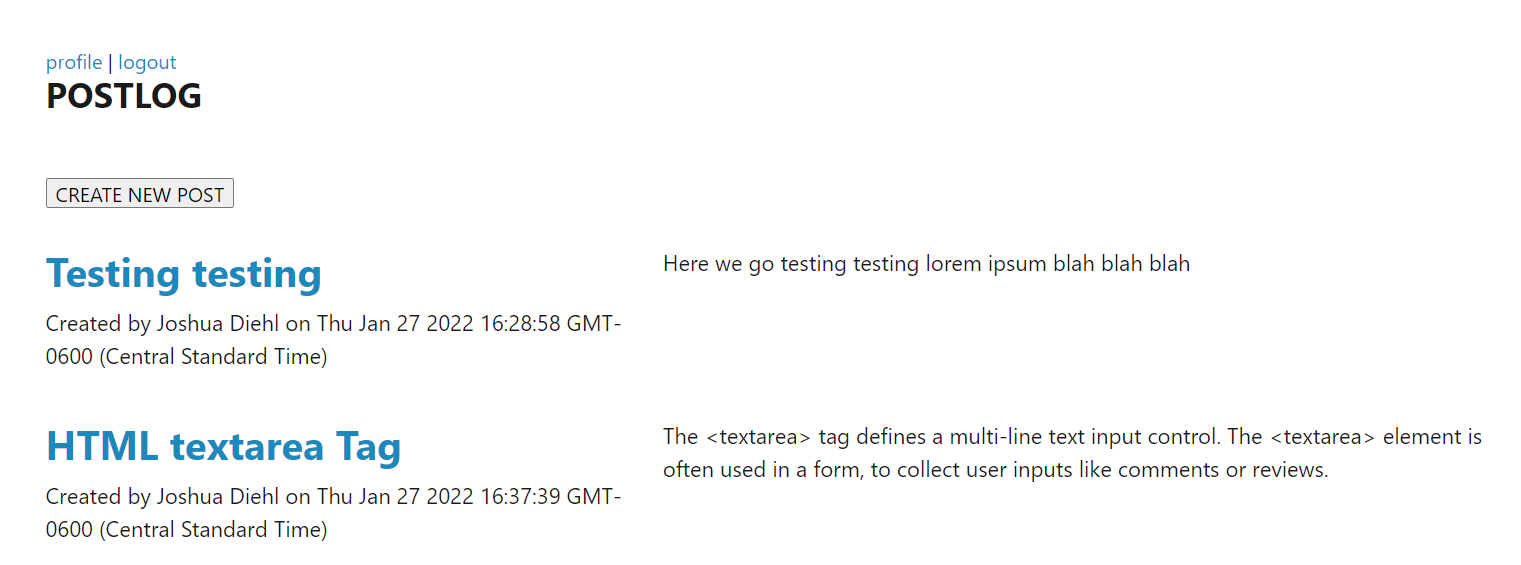 profile | logout
POSTLOG
CREATE NEW POST
Testing testing
Created by Joshua Diehl on Thu Jan 27 2022 16:28:58 GMT-
0600 (Central Standard Time)
Here we go testing testing lorem ipsum blah blah blah
HTML textarea Tag
Created by Joshua Diehl on Thu Jan 27 2022 16:37:39 GMT-
0600 (Central Standard Time)
The <textarea> tag defines a multi-line text input control. The <textarea> element is
often used in a form, to collect user inputs like comments or reviews.